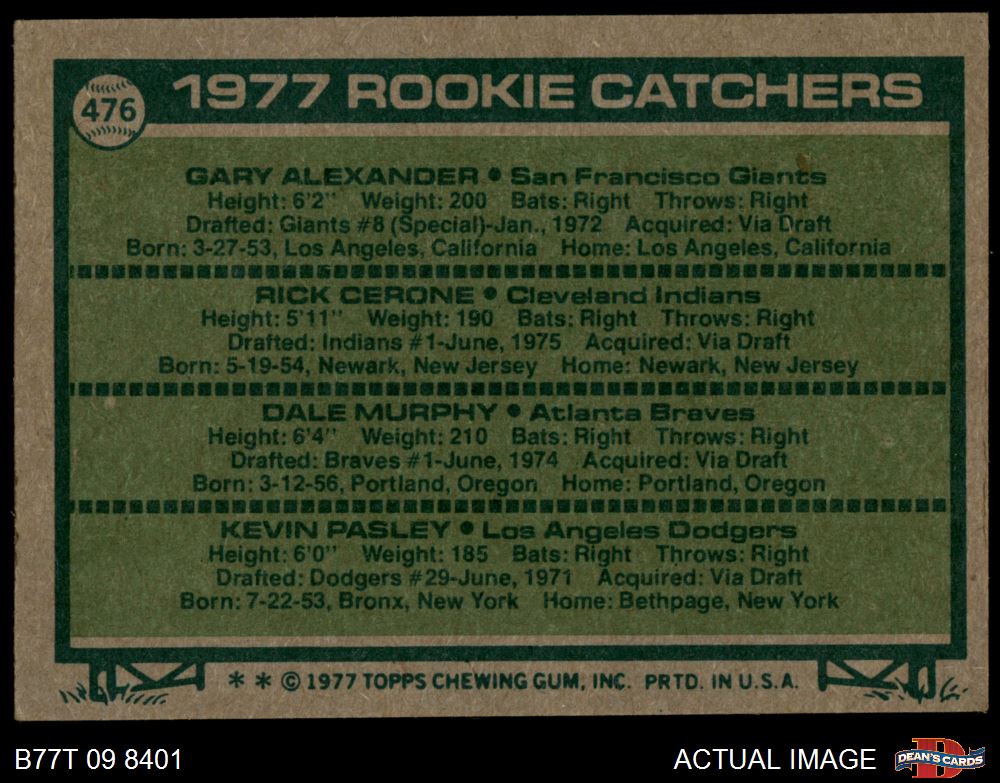 476
1977 ROOKIE CATCHERS
GARY ALEXANDER • San Francisco Giants
Height: 6'2" Weight: 200 Bats: Right Throws: Right
Drafted: Giants #8 (Special)-Jan., 1972 Acquired: Via Draft
Born: 3-27-53, Los Angeles, California Home: Los Angeles, California
RICK CERONE • Cleveland Indians
Height: 5'11" Weight: 190 Bats: Right Throws: Right
Drafted: Indians #1-June, 1975 Acquired: Via Draft
Born: 5-19-54, Newark, New Jersey Home: Newark, New Jersey
DALE MURPHY • Atlanta Braves
Height: 6'4" Weight: 210 Bats: Right Throws: Right
Drafted: Braves #1-June, 1974 Acquired: Via Draft
Born: 3-12-56, Portland, Oregon Home: Portland, Oregon
KEVIN PASLEY • Los Angeles Dodgers
Height: 6'0" Weight: 185 Bats: Right Throws: Right
Drafted: Dodgers #29-June, 1971 Acquired: Via Draft
Born: 7-22-53, Bronx, New York Home: Bethpage, New York
* * © 1977 TOPPS CHEWING GUM, INC. PRTD. IN U.S.A.
B77T 09 8401 ACTUAL IMAGE
D
DEAN'S CARDS